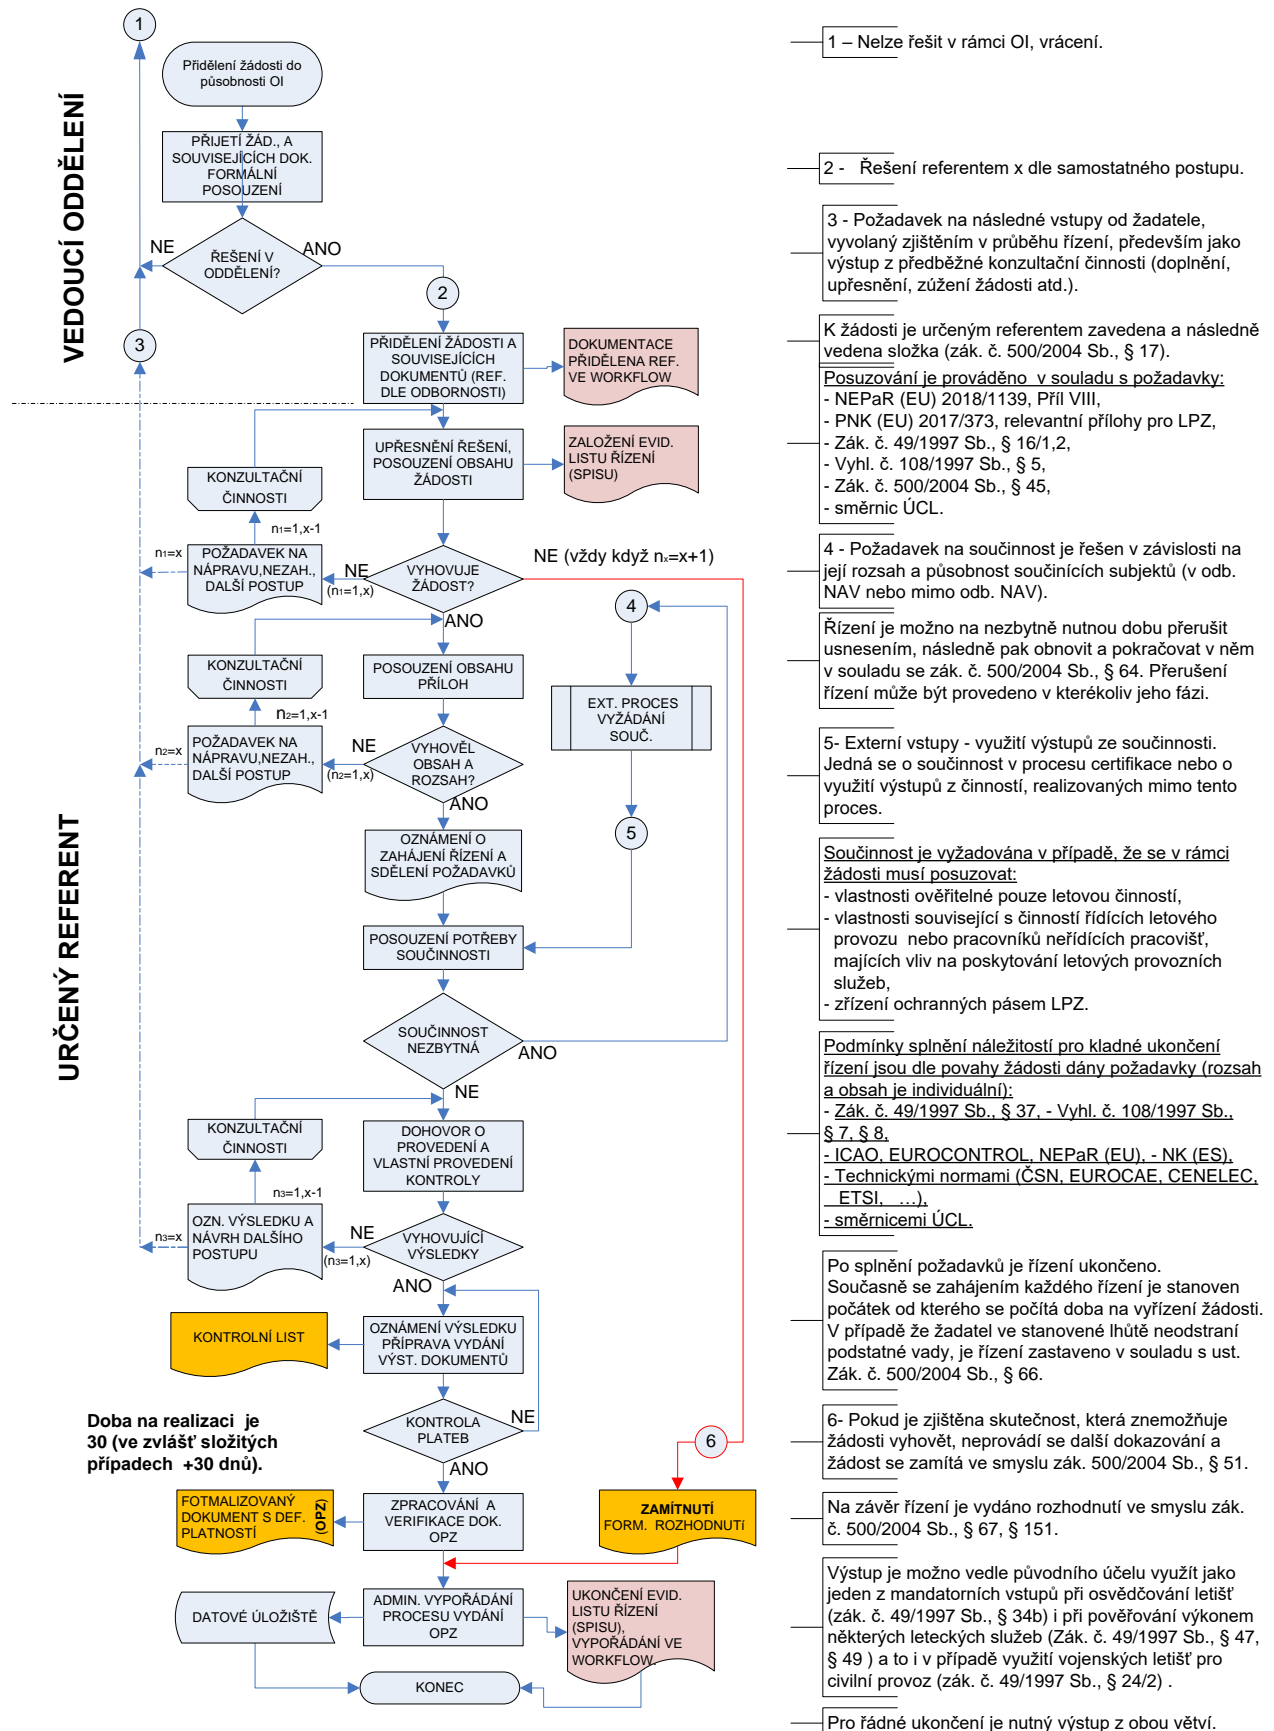 1
Přidělení žádosti do
působnosti OI
PŘIJETÍ ŽÁD., A
SOUVISEJÍCÍCH DOK.
FORMÁLNÍ
POSOUZENÍ
VEDOUCÍ ODDĚLENÍ
NE
ŘEŠENÍ V
ODDĚLENÍ?
ANO
2
3
PŘIDĚLENÍ ŽÁDOSTI A
SOUVISEJÍCÍCH
DOKUMENTŮ (REF.
DLE ODBORNOSTI)
DOKUMENTACE
PŘIDĚLENA REF.
VE WORKFLOW
UPŘESNĚNÍ ŘEŠENÍ,
POSOUZENÍ OBSAHU
ŽÁDOSTI
ZALOŽENÍ EVID.
LISTU ŘÍZENÍ
(SPISU)
KONZULTAČNÍ
ČINNOSTI
n1=1,x-1
n1=x
POŽADAVEK NA
NÁPRAVU,NEZAH.,
DALŠÍ POSTUP
NE
(n1=1,x)
VYHOVUJE
ŽÁDOST?
NE (vždy když nx=x+1)
ANO
4
KONZULTAČNÍ
ČINNOSTI
POSOUZENÍ OBSAHU
PŘÍLOH
EXT. PROCES
VYŽÁDÁNÍ
SOUČ.
n2=1,x-1
n2=x
POŽADAVEK NA
NÁPRAVU,NEZAH.,
DALŠÍ POSTUP
NE
(n2=1,x)
VYHOVĚL
OBSAH A
ROZSAH?
ANO
5
OZNÁMENÍ O
ZAHÁJENÍ ŘÍZENÍ A
SDĚLENÍ POŽADAVKŮ
URČENÝ REFERENT
POSOUZENÍ POTŘEBY
SOUČINNOSTI
SOUČINNOST
NEZBYTNÁ
ANO
NE
KONZULTAČNÍ
ČINNOSTI
DOHOVOR O
PROVEDENÍ A
VLASTNÍ PROVEDENÍ
KONTROLY
n3=1,x-1
n3=x
OZN. VÝSLEDKU A
NÁVRH DALŠÍHO
POSTUPU
NE
(n3=1,x)
VYHOVUJÍCÍ
VÝSLEDKY
ANO
KONTROLNÍ LIST
OZNÁMENÍ VÝSLEDKU
PŘÍPRAVA VYDÁNÍ
VÝST. DOKUMENTŮ
Doba na realizaci je
30 (ve zvlášť složitých
případech +30 dnů).
KONTROLA
PLATEB
NE
6
ANO
FOTMALIZOVANÝ
DOKUMENT S DEF.
PLATNOSTÍ
(OPZ)
ZPRACOVÁNÍ A
VERIFIKACE DOK.
OPZ
ZAMÍTNUTÍ
FORM. ROZHODNUTí
DATOVÉ ÚLOŽIŠTĚ
ADMIN. VYPOŘÁDÁNÍ
PROCESU VYDÁNÍ
OPZ
UKONČENÍ EVID.
LISTU ŘÍZENÍ
(SPISU),
VYPOŘÁDÁNÍ VE
WORKFLOW.
KONEC
1 – Nelze řešit v rámci OI, vrácení.
2 - Řešení referentem x dle samostatného postupu.
3 - Požadavek na následné vstupy od žadatele,
vyvolaný zjištěním v průběhu řízení, především jako
výstup z předběžné konzultační činnosti (doplnění,
upřesnění, zúžení žádosti atd.).
K žádosti je určeným referentem zavedena a následně
vedena složka (zák. č. 500/2004 Sb., § 17).
Posuzování je prováděno v souladu s požadavky:
- NEPaR (EU) 2018/1139, Příl VIII,
- PNK (EU) 2017/373, relevantní přílohy pro LPZ,
- Zák. č. 49/1997 Sb., § 16/1,2,
- Vyhl. č. 108/1997 Sb., § 5,
- Zák. č. 500/2004 Sb., § 45,
- směrnic ÚCL.
4 - Požadavek na součinnost je řešen v závislosti na
její rozsah a působnost součinících subjektů (v odb.
NAV nebo mimo odb. NAV).
Řízení je možno na nezbytně nutnou dobu přerušit
usnesením, následně pak obnovit a pokračovat v něm
v souladu se zák. č. 500/2004 Sb., § 64. Přerušení
řízení může být provedeno v kterékoliv jeho fázi.
5- Externí vstupy - využití výstupů ze součinnosti.
Jedná se o součinnost v procesu certifikace nebo o
využití výstupů z činností, realizovaných mimo tento
proces.
Součinnost je vyžadována v případě, že se v rámci
žádosti musí posuzovat:
- vlastnosti ověřitelné pouze letovou činností,
- vlastnosti související s činností řídících letového
provozu nebo pracovníků neřídících pracovišť,
majících vliv na poskytování letových provozních
služeb,
- zřízení ochranných pásem LPZ.
Podmínky splnění náležitostí pro kladné ukončení
řízení jsou dle povahy žádosti dány požadavky (rozsah
a obsah je individuální):
- Zák. č. 49/1997 Sb., § 37, - Vyhl. č. 108/1997 Sb.,
§ 7, § 8,
- ICAO, EUROCONTROL, NEPaR (EU), - NK (ES),
- Technickými normami (ČSN, EUROCAE, CENELEC,
ETSI, …),
- směrnicemi ÚCL.
Po splnění požadavků je řízení ukončeno.
Současně se zahájením každého řízení je stanoven
počátek od kterého se počítá doba na vyřízení žádosti.
V případě že žadatel ve stanovené lhůtě neodstraní
podstatné vady, je řízení zastaveno v souladu s ust.
Zák. č. 500/2004 Sb., § 66.
6- Pokud je zjištěna skutečnost, která znemožňuje
žádosti vyhovět, neprovádí se další dokazování a
žádost se zamítá ve smyslu zák. 500/2004 Sb., § 51.
Na závěr řízení je vydáno rozhodnutí ve smyslu zák.
č. 500/2004 Sb., § 67, § 151.
Výstup je možno vedle původního účelu využít jako
jeden z mandatorních vstupů při osvědčování letišť
(zák. č. 49/1997 Sb., § 34b) i při pověřování výkonem
některých leteckých služeb (Zák. č. 49/1997 Sb., § 47,
§ 49 ) a to i v případě využití vojenských letišť pro
civilní provoz (zák. č. 49/1997 Sb., § 24/2) .
Pro řádné ukončení je nutný výstup z obou větví.